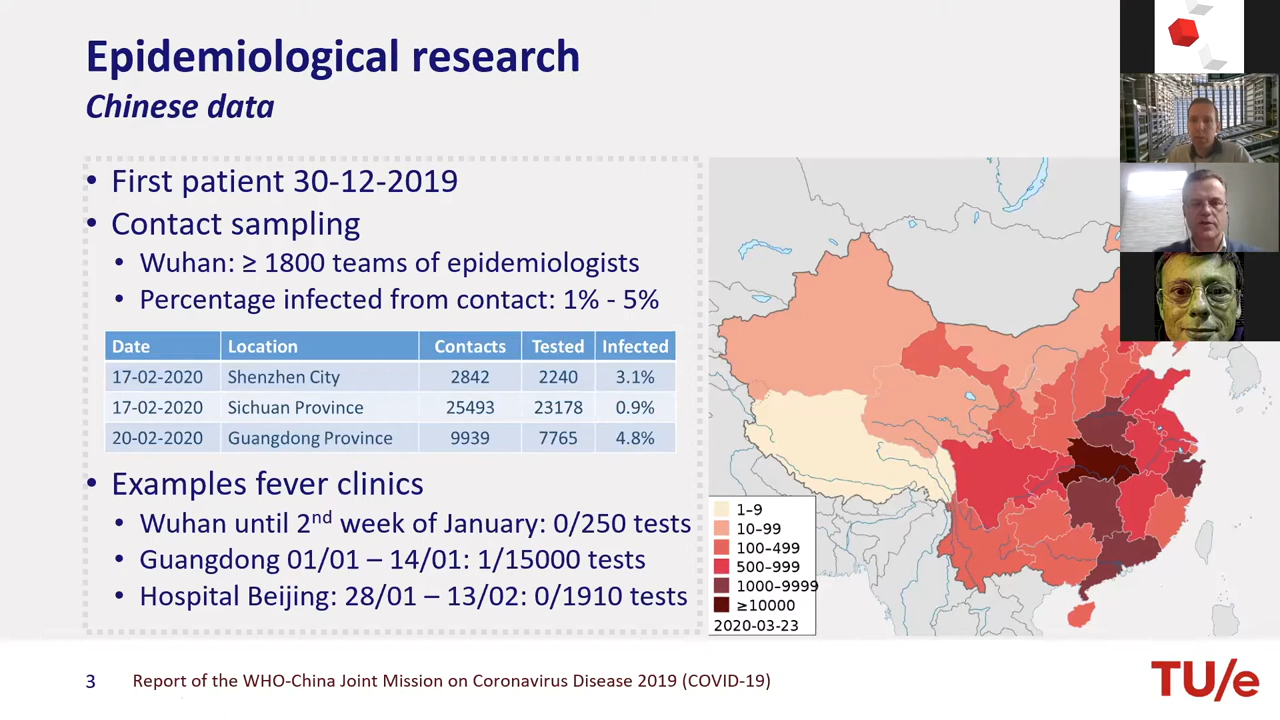 Epidemiological research
Chinese data
• First patient 30-12-2019
• Contact sampling
• Wuhan: ≥ 1800 teams of epidemiologists
• Percentage infected from contact: 1% - 5%
Date Location Contacts Tested Infected
17-02-2020 Shenzhen City 2842 2240 3.1%
17-02-2020 Sichuan Province 25493 23178 0.9%
20-02-2020 Guangdong Province 9939 7765 4.8%
• Examples fever clinics
• Wuhan until 2nd week of January: 0/250 tests
• Guangdong 01/01 – 14/01: 1/15000 tests
• Hospital Beijing: 28/01 – 13/02: 0/1910 tests
1–9
10–99
100–499
500–999
1000–9999
≥10000
2020-03-23
3 Report of the WHO-China Joint Mission on Coronavirus Disease 2019 (COVID-19)
TU/e